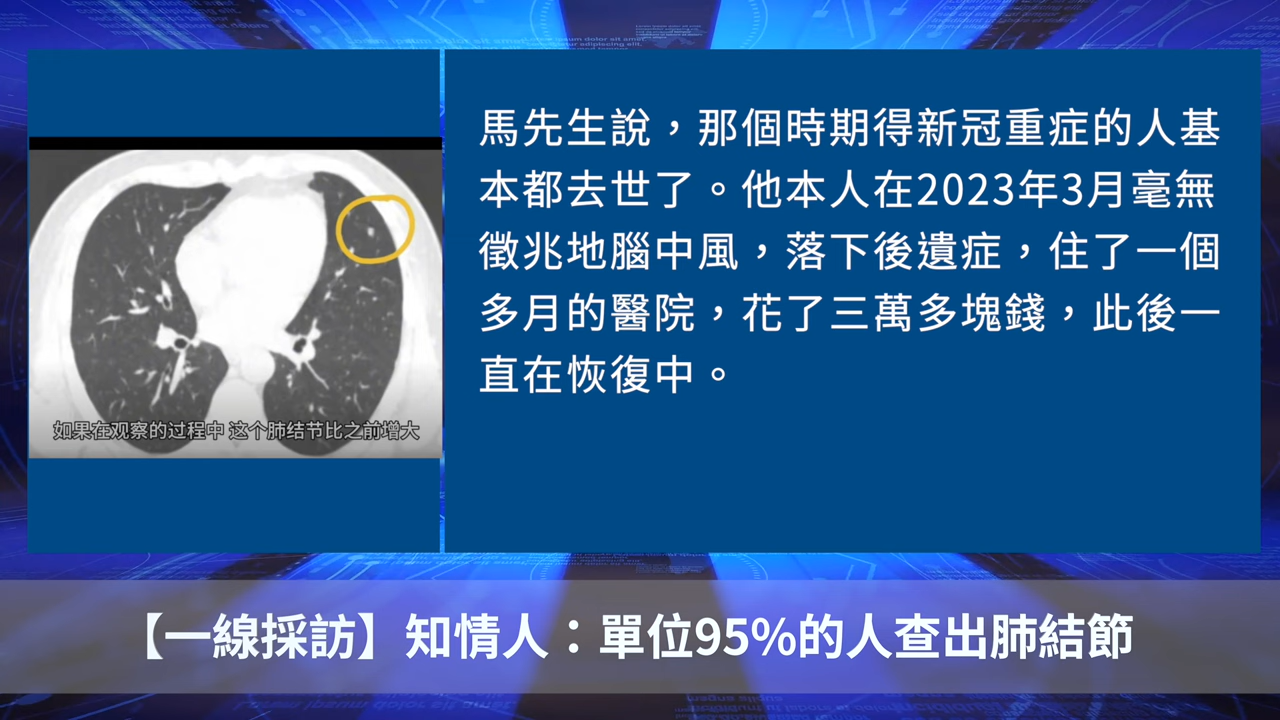 馬先生說，那個時期得新冠重症的人基
本都去世了。他本人在2023年3月毫無
徵兆地腦中風，落下後遺症，住了一個
多月的醫院，花了三萬多塊錢，此後一
直在恢復中。
如果在观察的过程中 这个肺结节比之前增大
【一線採訪】知情人：單位95%的人查出肺結節